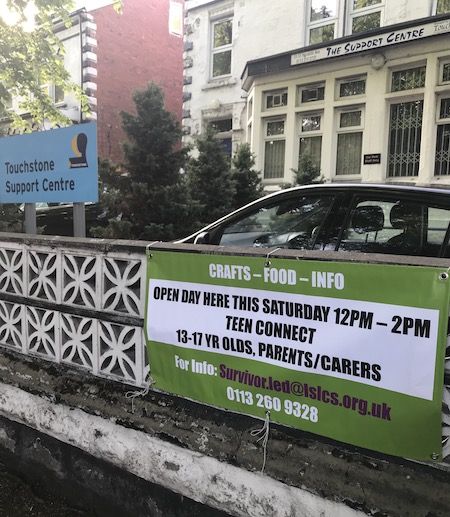 THE SUPPORT CENTRE
Touchstone
Support Centre
CRAFTS – FOOD – INFO
OPEN DAY HERE THIS SATURDAY 12PM – 2PM
TEEN CONNECT
13-17 YR OLDS, PARENTS/CARERS
For Info: Survivor.led@lslcs.org.uk
0113 260 9328